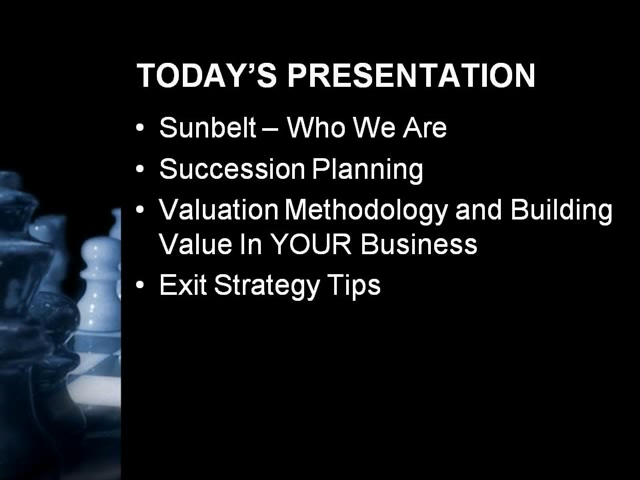 TODAY’S PRESENTATION
• Sunbelt – Who We Are
• Succession Planning
• Valuation Methodology and Building
Value In YOUR Business
• Exit Strategy Tips